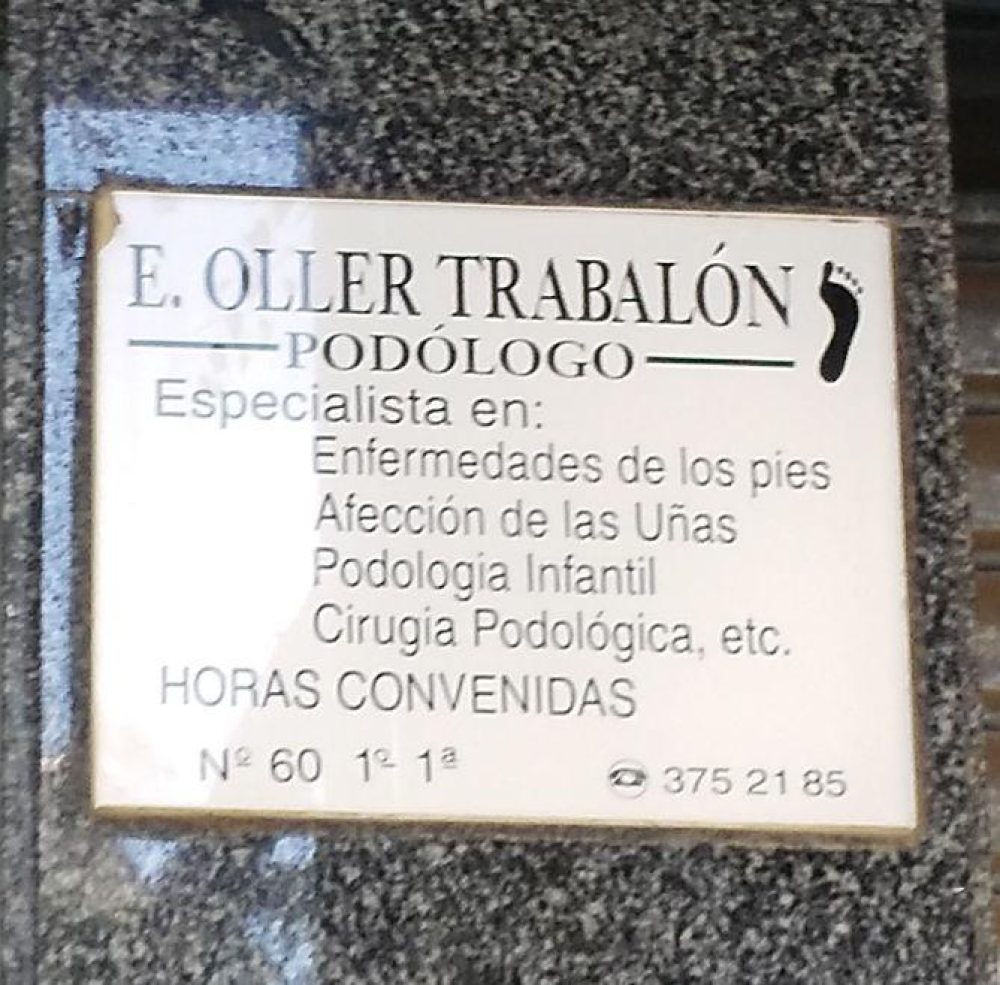 E. OLLER TRABALÓN
PODÓLOGO
Especialista en:
Enfermedades de los pies
Afección de las Uñas
Podologia Infantil
Cirugia Podológica, etc.
HORAS CONVENIDAS
Nº 60 1º 1ª
☎ 375 21 85